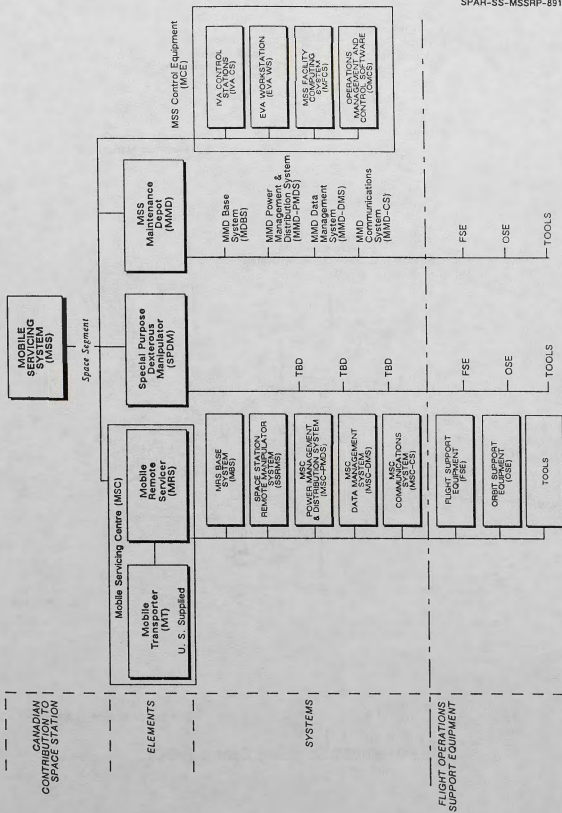 SPAR-SS-MSSRP-891
CANADIAN
CONTRIBUTION TO
SPACE STATION
MOBILE
SERVICING
SYSTEM
(MSS)
Space Segment
ELEMENTS
Mobile Servicing Centre (MSC)
Mobile
Transporter
(MT)
U. S. Supplied
Mobile
Remote
Servicer
(MRS)
Special Purpose
Dexterous
Manipulator
(SPDM)
MSS
Maintenance
Depot
(MMD)
MSS Control Equipment
(MCE)
IVA CONTROL
STATIONS
(IVA CS)
EVA WORKSTATION
(EVA WS)
MSS FACILITY
COMPUTING
SYSTEM
(MFCS)
OPERATIONS
MANAGEMENT AND
CONTROL SOFTWARE
(OMCS)
SYSTEMS
MRS BASE
SYSTEM
(MBS)
SPACE STATION
REMOTE MANIPULATOR
SYSTEM
(SSRMS)
MSC
POWER MANAGEMENT
& DISTRIBUTION SYSTEM
(MSC-PMDS)
MSC
DATA MANAGEMENT
SYSTEM
(MSC-DMS)
MSC
COMMUNICATIONS
SYSTEM
(MSC-CS)
TBD
TBD
TBD
MMD Base
System
(MDBS)
MMD Power
Management &
Distribution System
(MMD-PMDS)
MMD Data
Management
System
(MMD-DMS)
MMD
Communications
System
(MMD-CS)
FLIGHT OPERATIONS
SUPPORT EQUIPMENT
FLIGHT SUPPORT
EQUIPMENT
(FSE)
ORBIT SUPPORT
EQUIPMENT
(OSE)
TOOLS
FSE
OSE
TOOLS
FSE
OSE
TOOLS